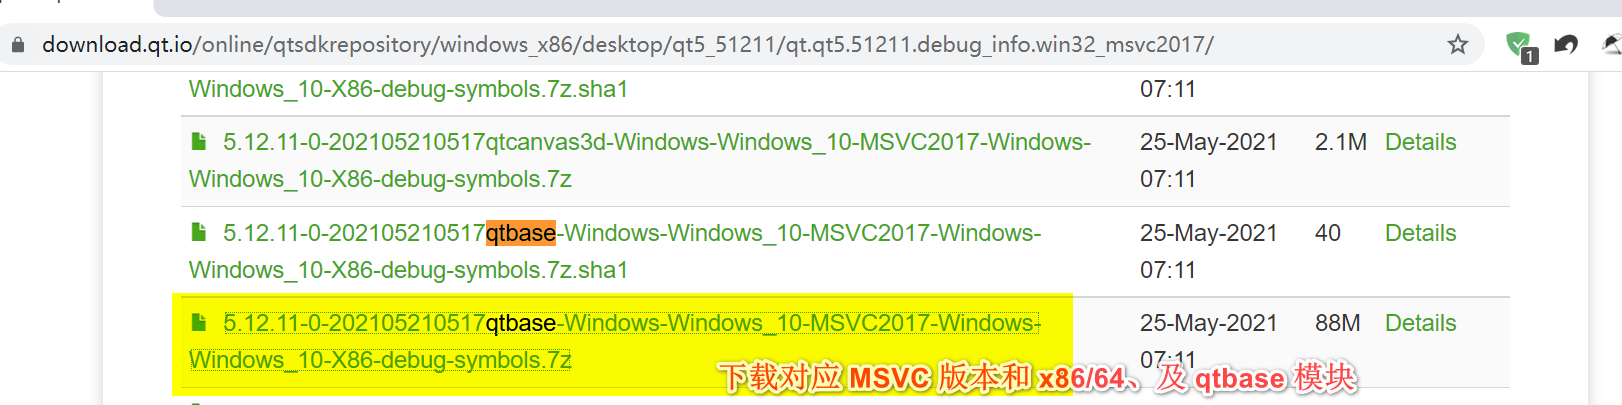 download.qt.io/online/qtsdkrepository/windows_x86/desktop/qt5_51211/qt.qt5.51211.debug_info.win32_msvc2017/
1
Windows_10-X86-debug-symbols.7z.sha1 07:11
5.12.11-0-202105210517qtcanvas3d-Windows-Windows_10-MSVC2017-Windows- 25-May-2021 2.1M Details
Windows_10-X86-debug-symbols.7z 07:11
5.12.11-0-202105210517qtbase-Windows-Windows_10-MSVC2017-Windows- 25-May-2021 40 Details
Windows_10-X86-debug-symbols.7z.sha1 07:11
5.12.11-0-202105210517qtbase-Windows-Windows_10-MSVC2017-Windows- 25-May-2021 88M Details
Windows_10-X86-debug-symbols.7z 07:11
下载对应 MSVC 版本和 x86/64、及 qtbase 模块